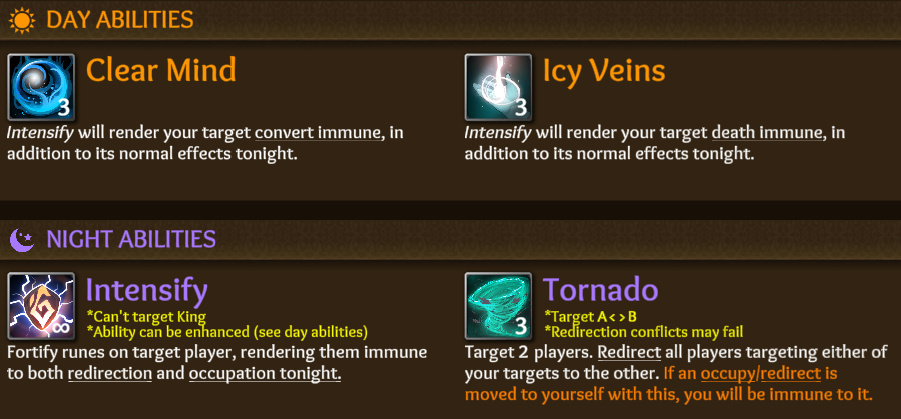 DAY ABILITIES
Clear Mind
3
Intensify will render your target convert immune, in
addition to its normal effects tonight.
Icy Veins
3
Intensify will render your target death immune, in
addition to its normal effects tonight.
NIGHT ABILITIES
Intensify
*Can't target King
*Ability can be enhanced (see day abilities)
∞
Fortify runes on target player, rendering them immune
to both redirection and occupation tonight.
Tornado
*Target A<>B
*Redirection conflicts may fail
3
Target 2 players. Redirect all players targeting either of
your targets to the other. If an occupy/redirect is
moved to yourself with this, you will be immune to it.